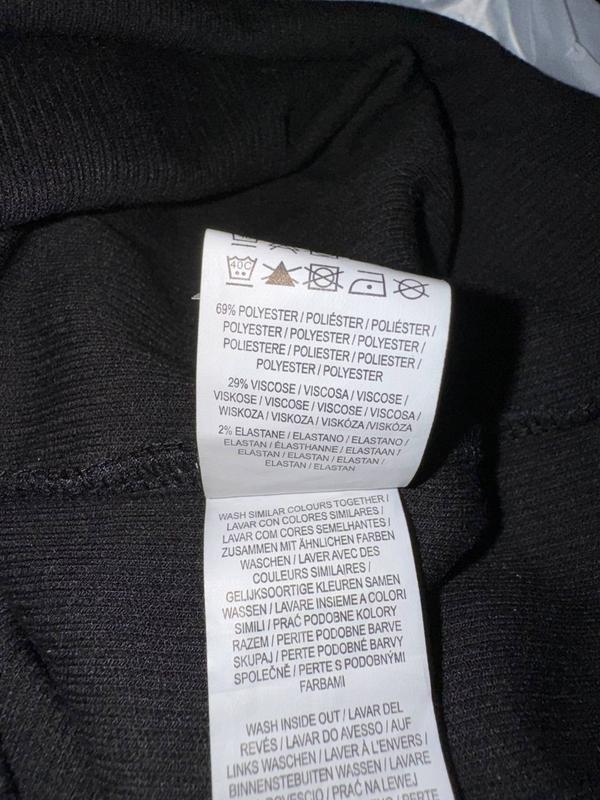 40C
69% POLYESTER / POLIÉSTER / POLIÉSTER /
POLYESTER / POLYESTER / POLYESTER /
POLIESTERE / POLIESTER / POLIESTER /
POLYESTER / POLYESTER
29% VISCOSE / VISCOSA / VISCOSE /
VISKOSE / VISCOSE / VISCOSE / VISCOSA /
WISKOZA / VISKOZA / VISKÓZA /VISKÓZA
2% ELASTANE / ELASTANO / ELASTANO /
ELASTAN / ÉLASTHANNE / ELASTAAN /
ELASTAN / ELASTAN / ELASTAN /
ELASTAN / ELASTAN
WASH SIMILAR COLOURS TOGETHER /
LAVAR CON COLORES SIMILARES /
LAVAR COM CORES SEMELHANTES /
ZUSAMMEN MIT ÄHNLICHEN FARBEN
WASCHEN / LAVER AVEC DES
COULEURS SIMILAIRES /
GELIJKSOORTIGE KLEUREN SAMEN
WASSEN / LAVARE INSIEME A COLORI
SIMILI / PRAĆ PODOBNE KOLORY
RAZEM / PERITE PODOBNE BARVE
SKUPAJ / PERTE PODOBNÉ BARVY
SPOLEČNĚ / PERTE S PODOBNÝMI
FARBAMI
WASH INSIDE OUT / LAVAR DEL
REVÉS / LAVAR DO AVESSO / AUF
LINKS WASCHEN / LAVER À L'ENVERS /
BINNENSTEBUITEN WASSEN / LAVARE
ROVESCIO / PRAĆ NA LEWEJ
/ PERTE